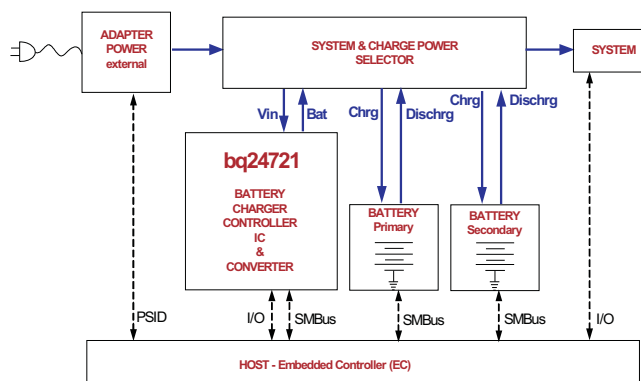 ADAPTER
POWER
external
SYSTEM & CHARGE POWER
SELECTOR
SYSTEM
Vin
Bat
Chrg
Dischrg
Chrg
Dischrg
bq24721
BATTERY
CHARGER
CONTROLLER
IC
&
CONVERTER
BATTERY
Primary
BATTERY
Secondary
PSID
I/O
SMBus
SMBus
SMBus
I/O
HOST - Embedded Controller (EC)